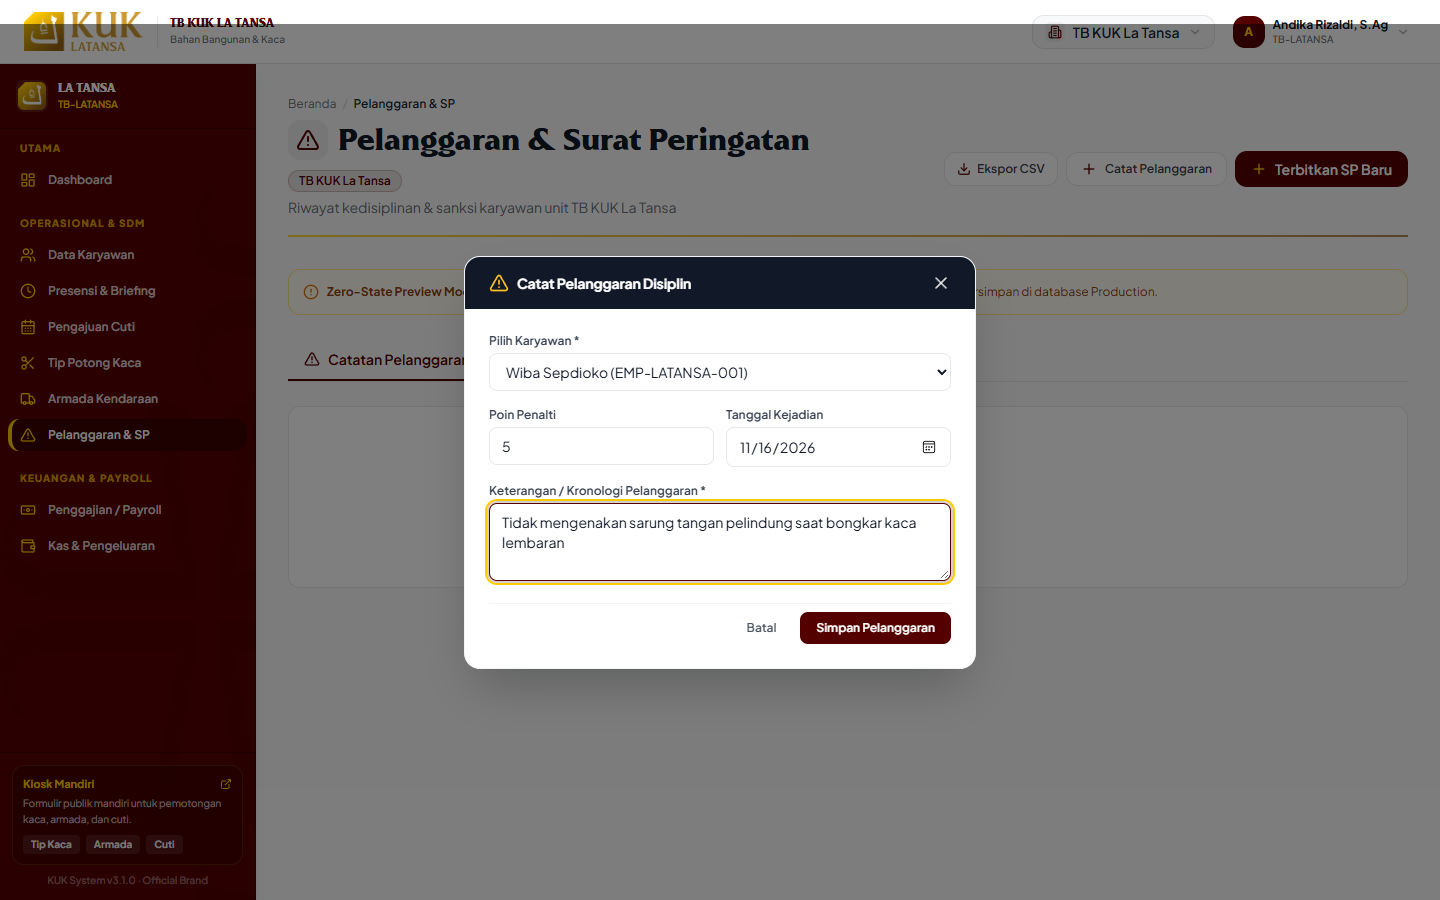 KUK
LATANSA
TB KUK LA TANSA
Bahan Bangunan & Kaca
TB KUK La Tansa
A
Andika Rizaldi, S.Ag
TB-LATANSA
LA TANSA
TB-LATANSA
UTAMA
Dashboard
OPERASIONAL & SDM
Data Karyawan
Presensi & Briefing
Pengajuan Cuti
Tip Potong Kaca
Armada Kendaraan
Pelanggaran & SP
KEUANGAN & PAYROLL
Penggajian / Payroll
Kas & Pengeluaran
Kiosk Mandiri
Formulir publik mandiri untuk pemotongan
kaca, armada, dan cuti.
Tip Kaca Armada Cuti
KUK System v3.1.0 · Official Brand
Beranda / Pelanggaran & SP
Pelanggaran & Surat Peringatan
TB KUK La Tansa
Riwayat kedisiplinan & sanksi karyawan unit TB KUK La Tansa
Ekspor CSV
Catat Pelanggaran
Terbitkan SP Baru
Zero-State Preview
database Production.
Catatan
Catat Pelanggaran Disiplin
Pilih Karyawan *
Wiba Sepdioko (EMP-LATANSA-001)
Poin Penalti
5
Tanggal Kejadian
11/16/2026
Keterangan / Kronologi Pelanggaran *
Tidak mengenakan sarung tangan pelindung saat bongkar kaca
lembaran
Batal
Simpan Pelanggaran